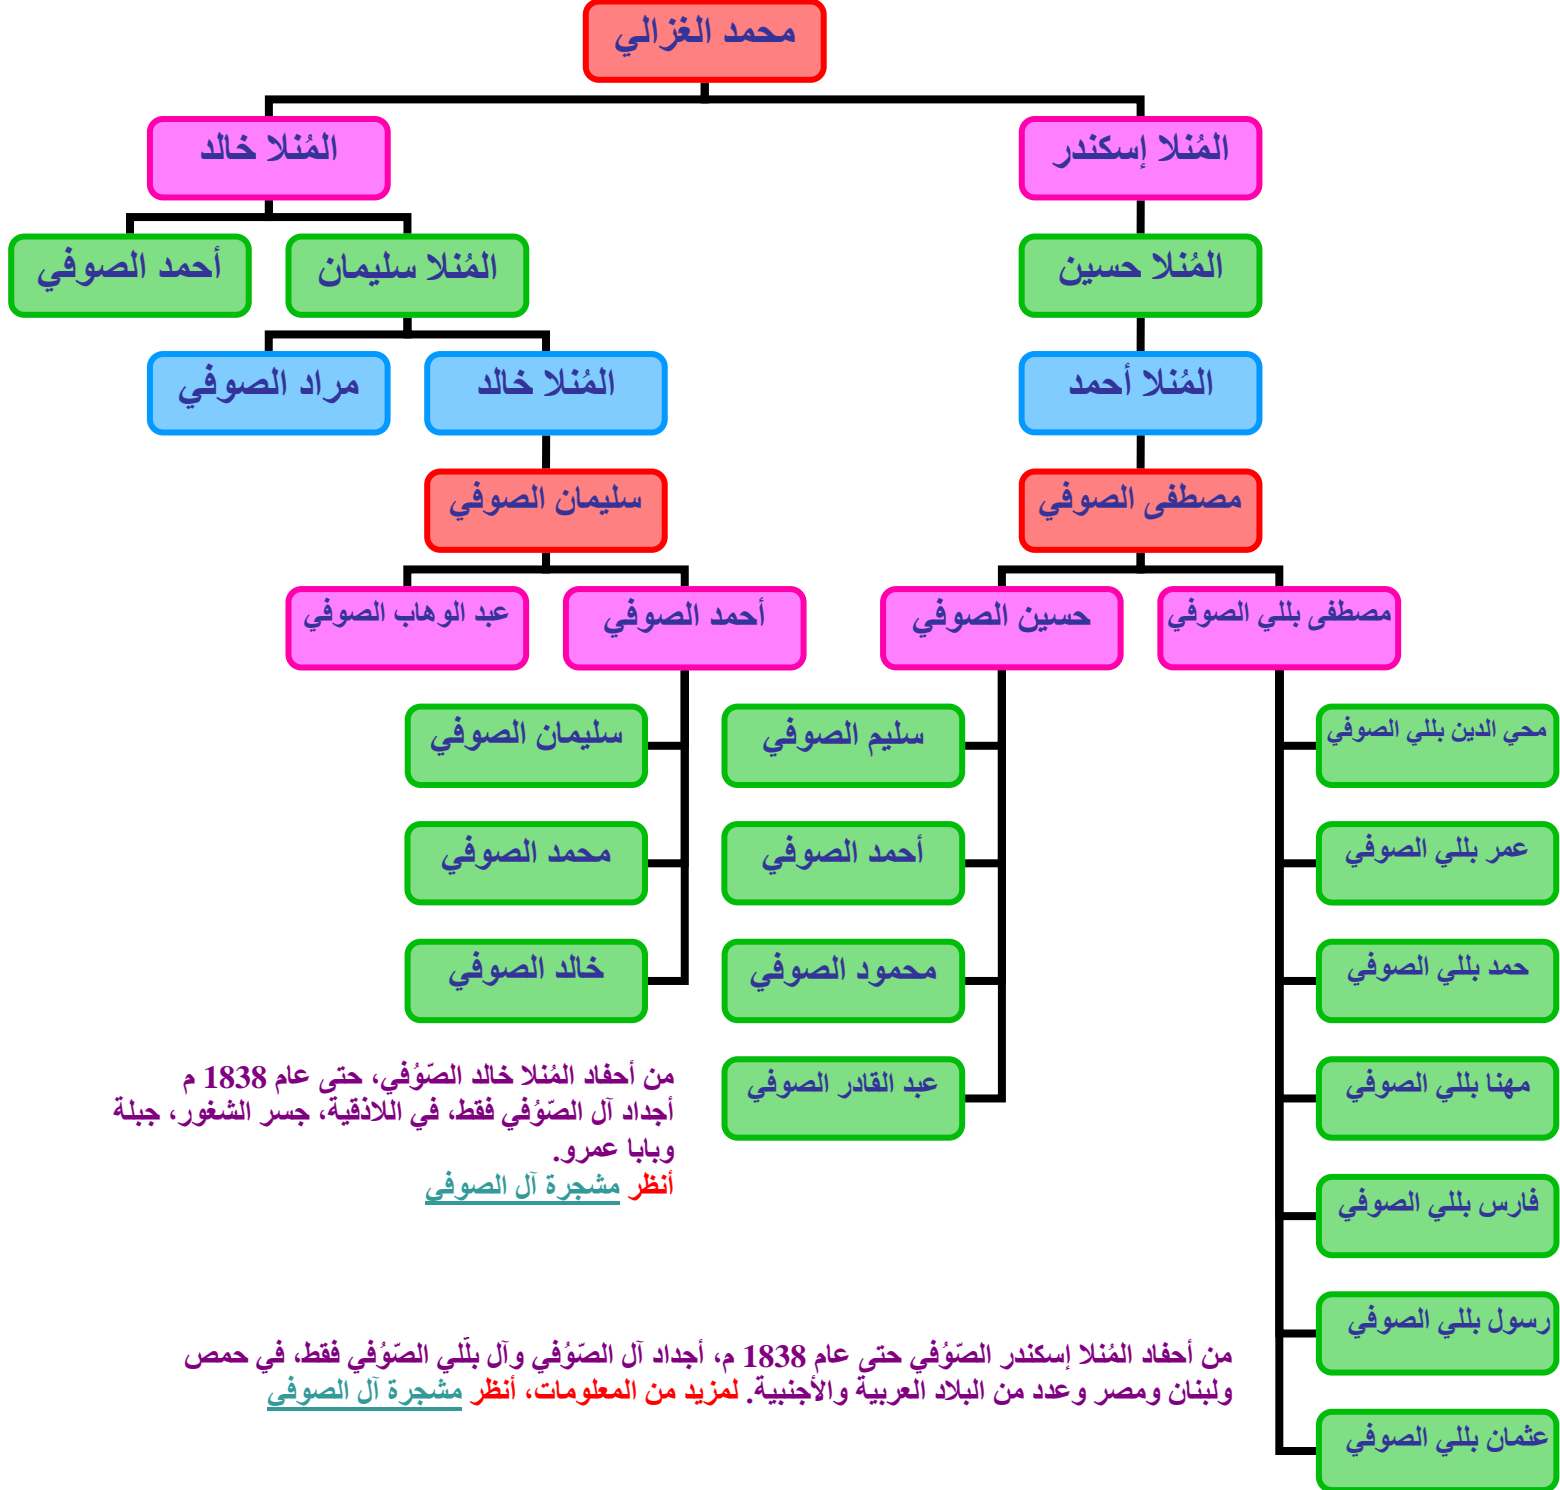 محمد الغزالي
المُنلا إسكندر
المُنلا خالد
المُنلا حسين
المُنلا سليمان
أحمد الصوفي
المُنلا أحمد
المُنلا خالد
مراد الصوفي
مصطفى الصوفي
سليمان الصوفي
مصطفى بللي الصوفي
حسين الصوفي
أحمد الصوفي
عبد الوهاب الصوفي
محي الدين بللي الصوفي
سليم الصوفي
سليمان الصوفي
عمر بللي الصوفي
أحمد الصوفي
محمد الصوفي
حمد بللي الصوفي
محمود الصوفي
خالد الصوفي
مهنا بللي الصوفي
عبد القادر الصوفي
من أحفاد المُنلا خالد الصّوُفي، حتى عام 1838 م
أجداد آل الصّوُفي فقط، في اللاذقية، جسر الشغور، جبلة
وبابا عمرو.
أنظر مشجرة آل الصوفي
فارس بللي الصوفي
رسول بللي الصوفي
من أحفاد المُنلا إسكندر الصّوُفي حتى عام 1838 م، أجداد آل الصّوُفي وآل بلّلي الصّوُفي فقط، في حمص
ولبنان ومصر وعدد من البلاد العربية والأجنبية. لمزيد من المعلومات، أنظر مشجرة آل الصوفي
عثمان بللي الصوفي